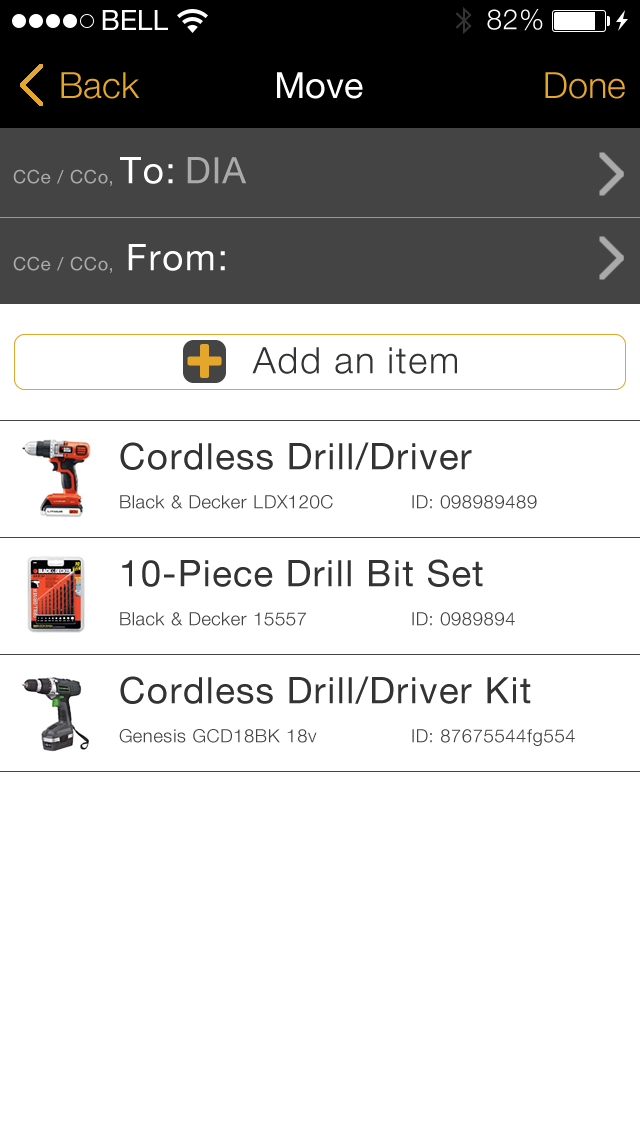 BELL 82%
Back Move Done
CCe / CCo, To: DIA
CCe / CCo, From:
Add an item
Cordless Drill/Driver
Black & Decker LDX120C ID: 098989489
10-Piece Drill Bit Set
Black & Decker 15557 ID: 0989894
Cordless Drill/Driver Kit
Genesis GCD18BK 18v ID: 87675544fg554